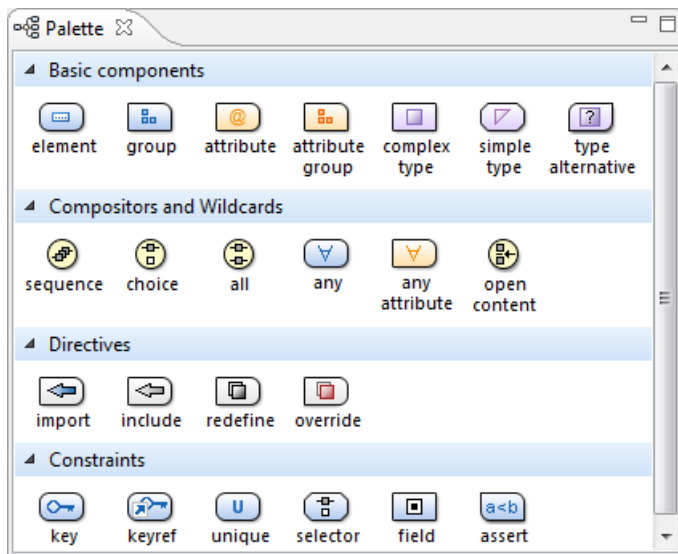 Palette
Basic components
element group attribute attribute complex simple type
group type type alternative
@
?
Compositors and Wildcards
∀ ∀
sequence choice all any any open
attribute content
Directives
import include redefine override
Constraints
U a<b
key keyref unique selector field assert